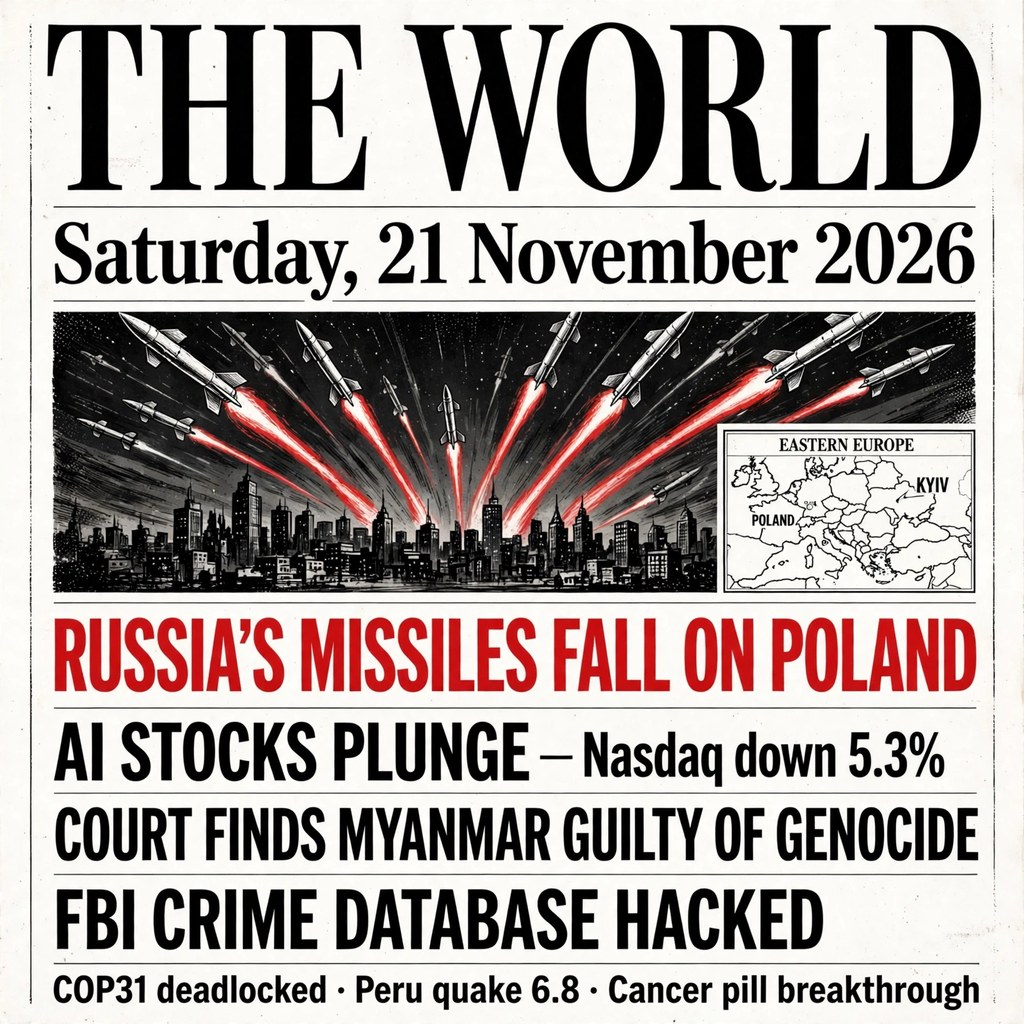 THE WORLD
Saturday, 21 November 2026
EASTERN EUROPE
KYIV
POLAND
RUSSIA'S MISSILES FALL ON POLAND
AI STOCKS PLUNGE – Nasdaq down 5.3%
COURT FINDS MYANMAR GUILTY OF GENOCIDE
FBI CRIME DATABASE HACKED
COP31 deadlocked · Peru quake 6.8 · Cancer pill breakthrough